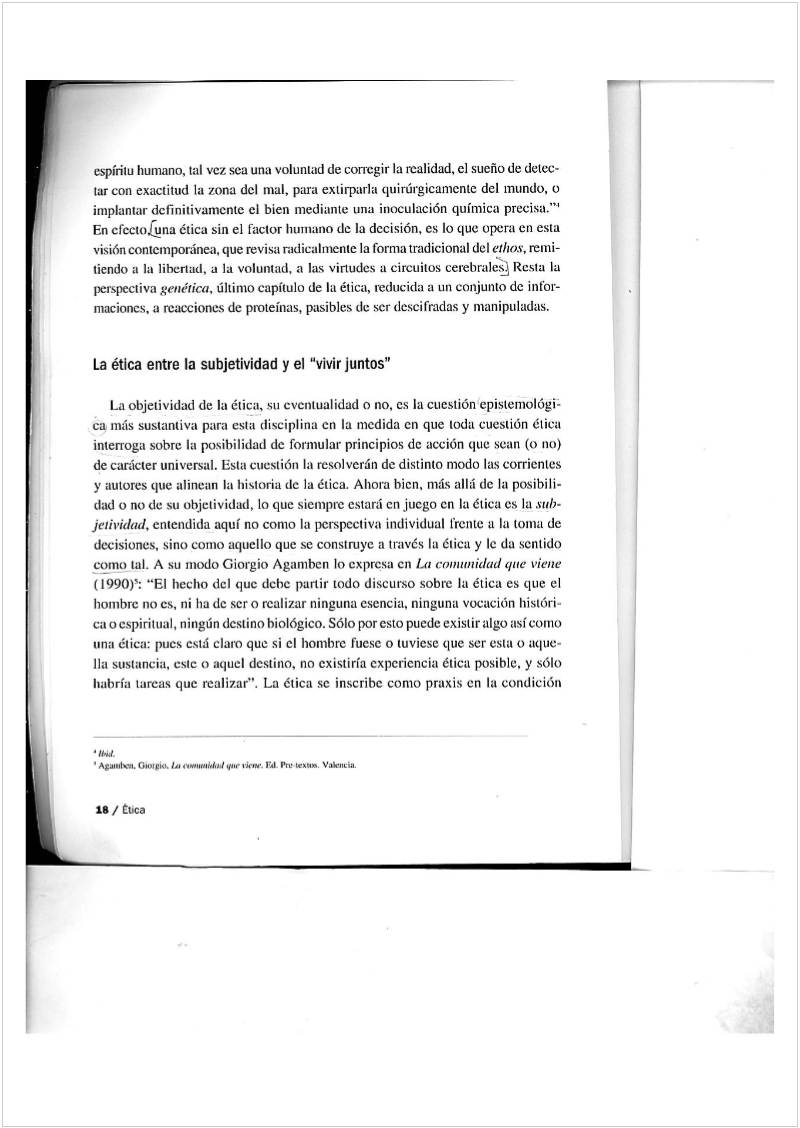 espíritu humano, tal vez sea una voluntad de corregir la realidad, el sueño de detec-
tar con exactitud la zona del mal, para extirparla quirúrgicamente del mundo, o
implantar definitivamente el bien mediante una inoculación química precisa.”⁴
En efecto, una ética sin el factor humano de la decisión, es lo que opera en esta
visión contemporánea, que revisa radicalmente la forma tradicional del ethos, remi-
tiendo a la libertad, a la voluntad, a las virtudes a circuitos cerebrales. Resta la
perspectiva genética, último capítulo de la ética, reducida a un conjunto de infor-
maciones, a reacciones de proteínas, pasibles de ser descifradas y manipuladas.
La ética entre la subjetividad y el “vivir juntos”
La objetividad de la ética, su eventualidad o no, es la cuestión epistemológi-
ca más sustantiva para esta disciplina en la medida en que toda cuestión ética
interroga sobre la posibilidad de formular principios de acción que sean (o no)
de carácter universal. Esta cuestión la resolverán de distinto modo las corrientes
y autores que alinean la historia de la ética. Ahora bien, más allá de la posibili-
dad o no de su objetividad, lo que siempre estará en juego en la ética es la sub-
jetividad, entendida aquí no como la perspectiva individual frente a la toma de
decisiones, sino como aquello que se construye a través la ética y le da sentido
como tal. A su modo Giorgio Agamben lo expresa en La comunidad que viene
(1990)⁵: “El hecho del que debe partir todo discurso sobre la ética es que el
hombre no es, ni ha de ser o realizar ninguna esencia, ninguna vocación históri-
ca o espiritual, ningún destino biológico. Sólo por esto puede existir algo así como
una ética: pues está claro que si el hombre fuese o tuviese que ser esta o aque-
lla sustancia, este o aquel destino, no existiría experiencia ética posible, y sólo
habría tareas que realizar”. La ética se inscribe como praxis en la condición
⁴ Ibid.
⁵ Agamben, Giorgio, La comunidad que viene. Ed. Pre-textos. Valencia.
18 / Ética